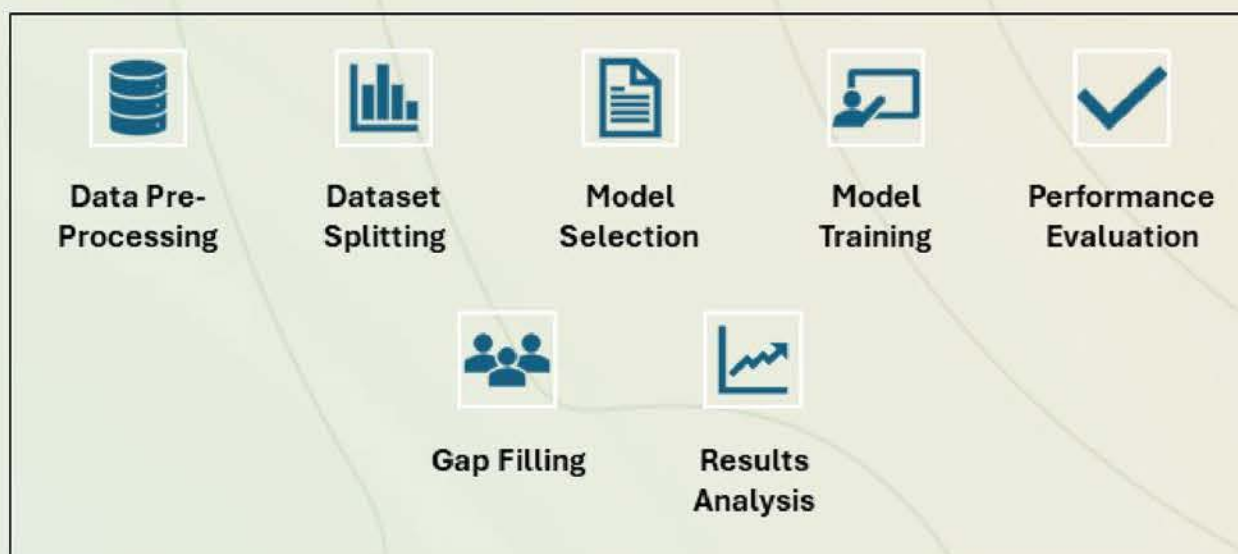 Data Pre-
Processing
Dataset
Splitting
Model
Selection
Model
Training
Performance
Evaluation
Gap Filling
Results
Analysis